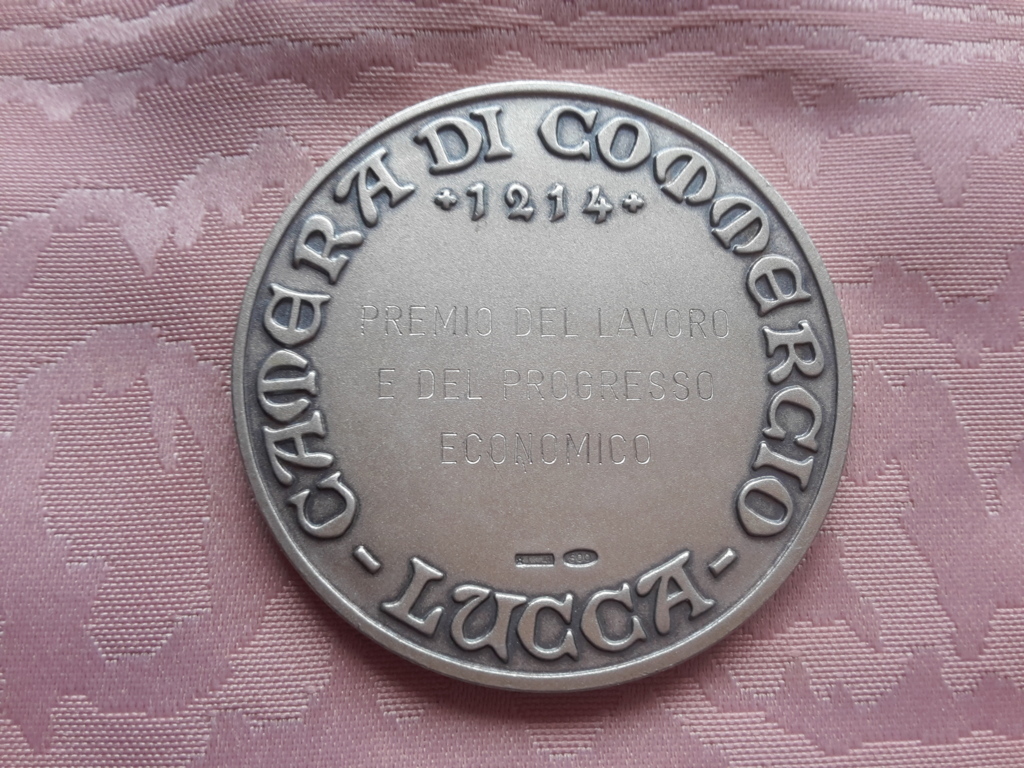 CAMERA DI COMMERCIO
+1214+
PREMIO DEL LAVORO
E DEL PROGRESSO
ECONOMICO
- LUCCA -